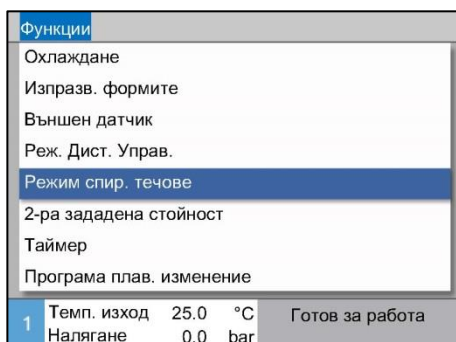 Функции
Охлаждане
Изпразв. формите
Външен датчик
Реж. Дист. Управ.
Режим спир. течове
2-ра зададена стойност
Таймер
Програма плав. изменение
1 Темп. изход 25.0 °C Готов за работа
Налягане 0.0 bar